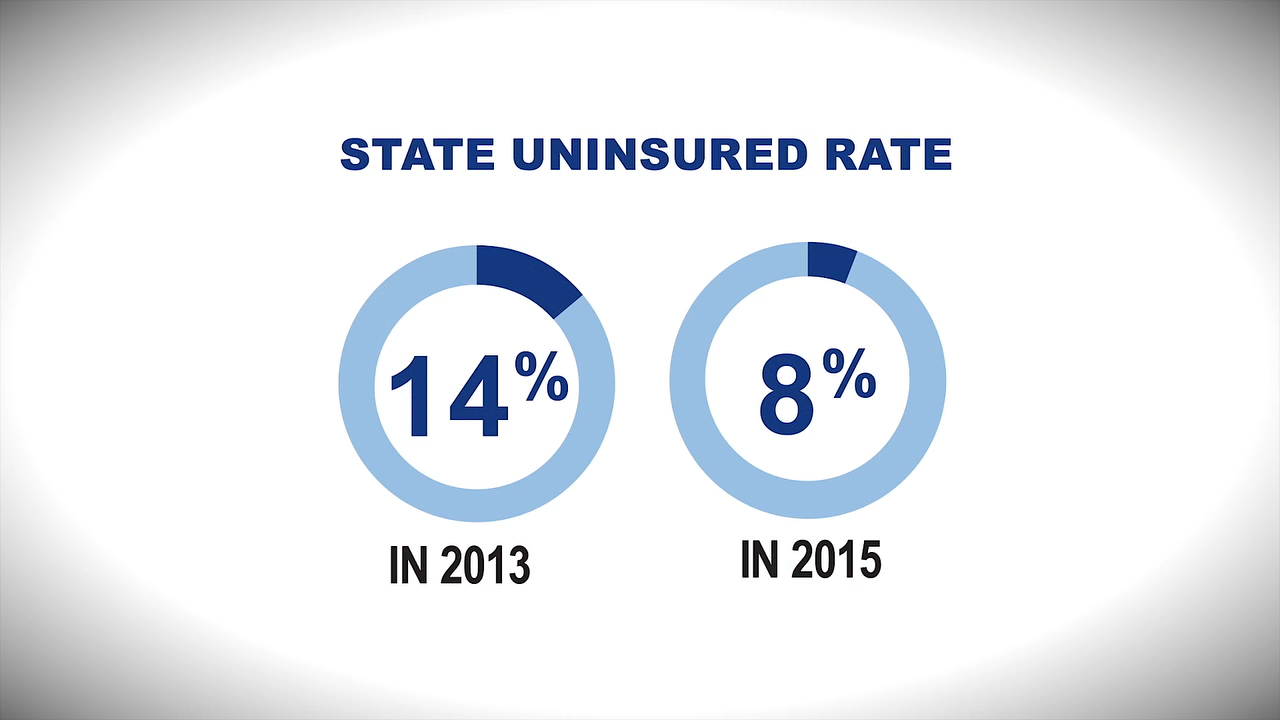 STATE UNINSURED RATE
14%
8%
IN 2013
IN 2015